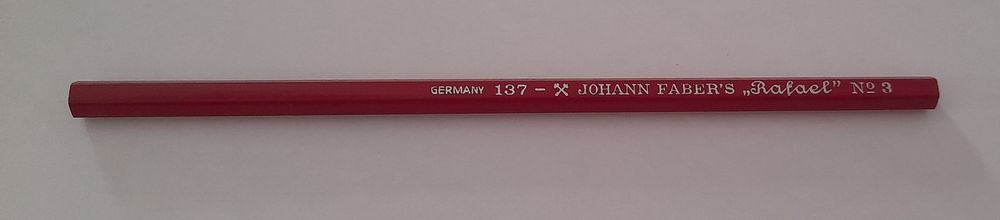 GERMANY 137 – ⚒ JOHANN FABER'S „Rafael” Nº 3